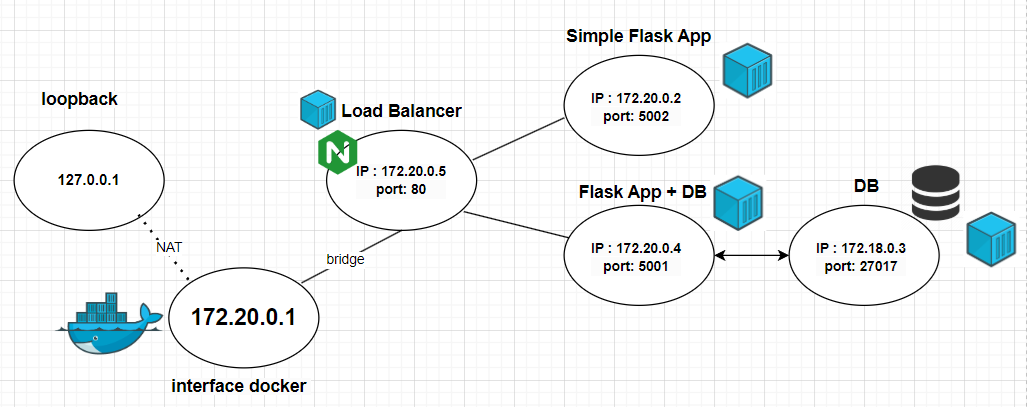 Simple Flask App
IP : 172.20.0.2
port: 5002
loopback
127.0.0.1
Load Balancer
N
IP : 172.20.0.5
port: 80
Flask App + DB
IP : 172.20.0.4
port: 5001
DB
IP : 172.18.0.3
port: 27017
NAT
bridge
172.20.0.1
interface docker